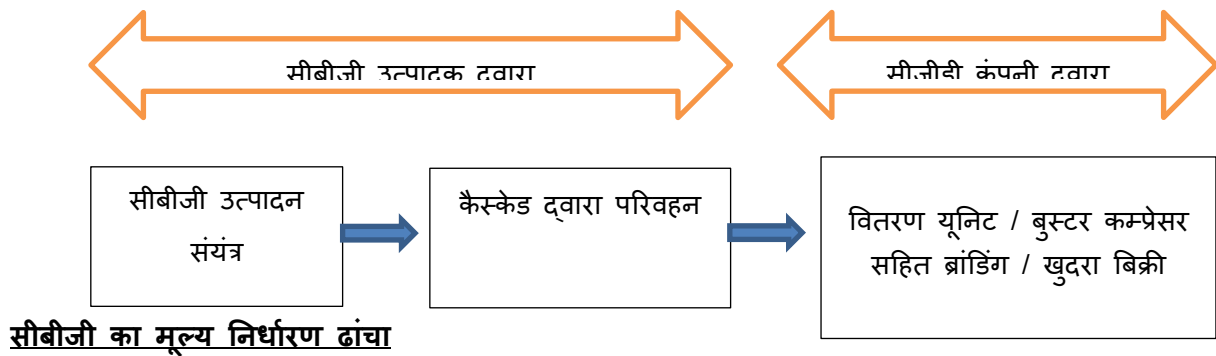 सीबीजी उत्पादक द्वारा
सीजीडी कंपनी द्वारा
सीबीजी उत्पादन
संयंत्र
कैस्केड द्वारा परिवहन
वितरण यूनिट / बुस्टर कम्प्रेसर
सहित ब्रांडिंग / खुदरा बिक्री
सीबीजी का मूल्य निर्धारण ढांचा